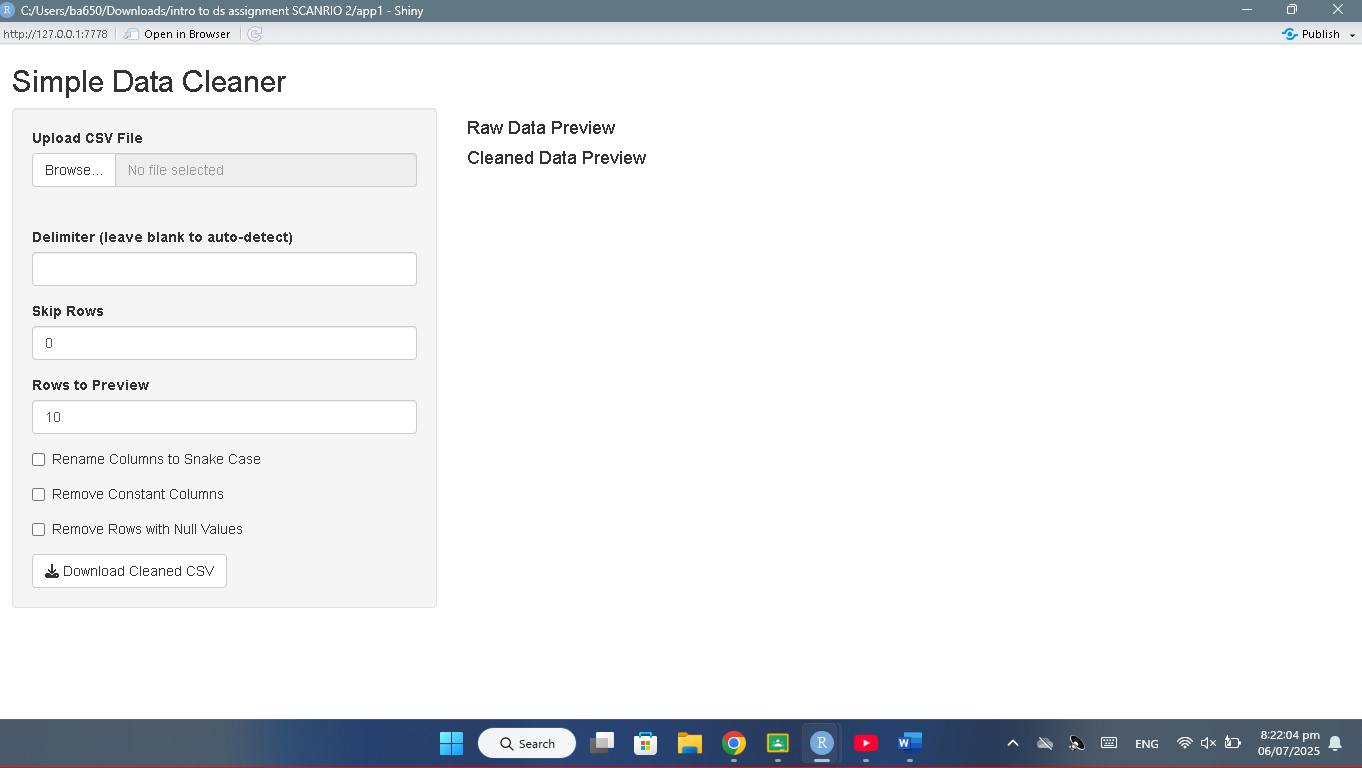 C:/Users/ba650/Downloads/intro to ds assignment SCANRIO 2/app1 - Shiny
http://127.0.0.1:7778 Open in Browser Publish
Simple Data Cleaner
Upload CSV File
Browse... No file selected
Delimiter (leave blank to auto-detect)
Skip Rows
0
Rows to Preview
10
Rename Columns to Snake Case
Remove Constant Columns
Remove Rows with Null Values
Download Cleaned CSV
Raw Data Preview
Cleaned Data Preview
Search
ENG
8:22:04 pm
06/07/2025